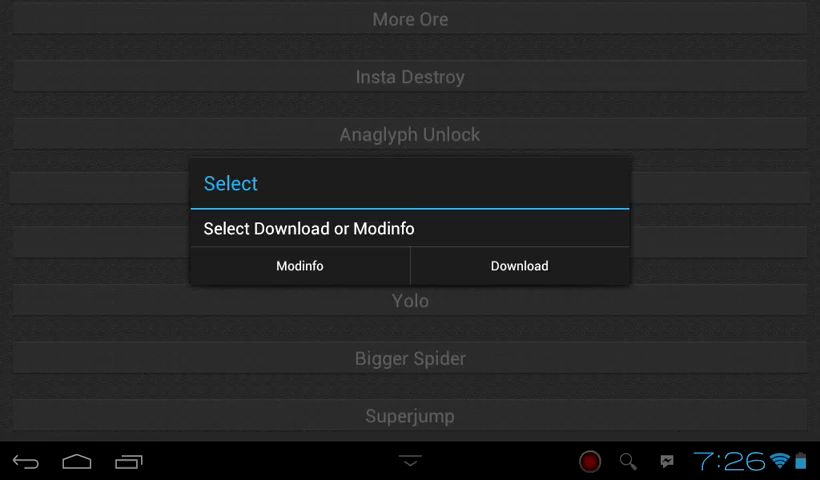 More Ore
Insta Destroy
Anaglyph Unlock
Select
Select Download or Modinfo
Modinfo
Download
Yolo
Bigger Spider
Superjump
7:26